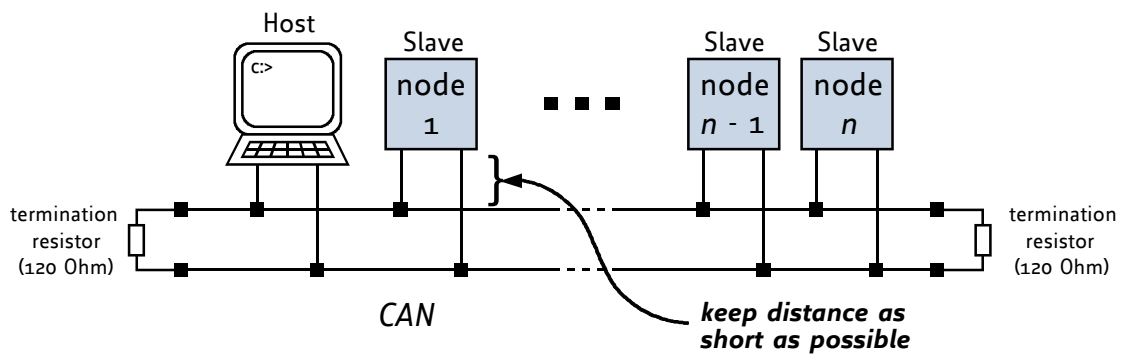 Host
Slave
Slave
Slave
C:>
node
1
node
n - 1
node
n
termination
resistor
(120 Ohm)
termination
resistor
(120 Ohm)
CAN
keep distance as
short as possible